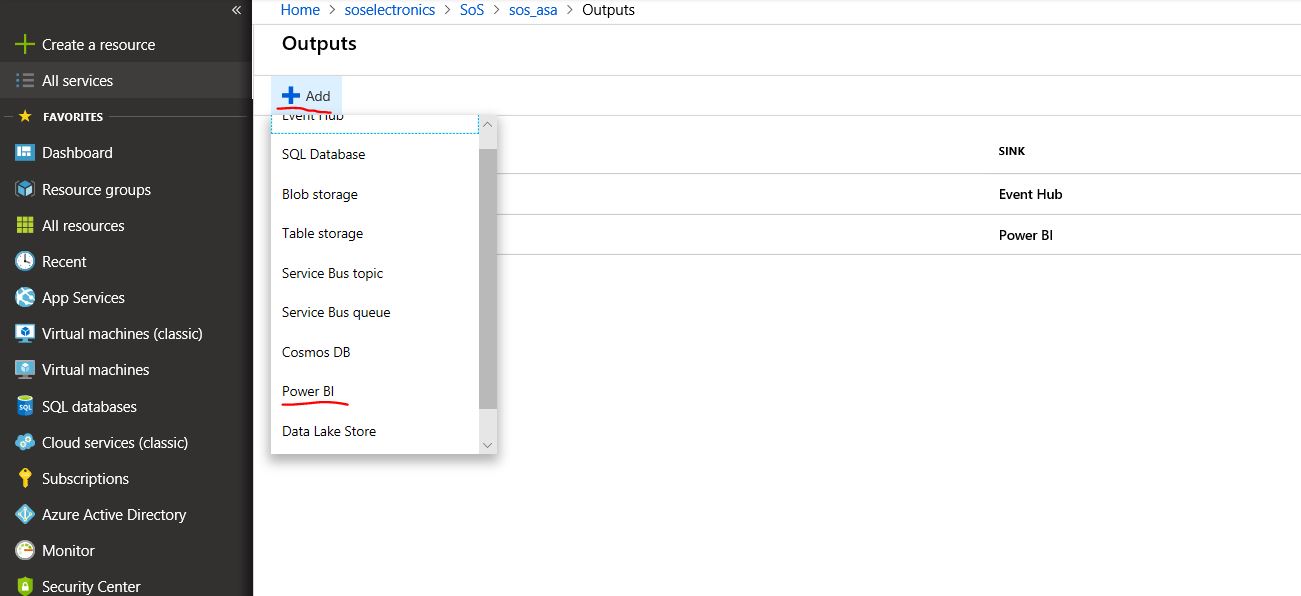 «
Create a resource
All services
FAVORITES
Dashboard
Resource groups
All resources
Recent
App Services
Virtual machines (classic)
Virtual machines
SQL databases
Cloud services (classic)
Subscriptions
Azure Active Directory
Monitor
Security Center
Home > soselectronics > SoS > sos_asa > Outputs
Outputs
Add
Event Hub
SQL Database
Blob storage
Table storage
Service Bus topic
Service Bus queue
Cosmos DB
Power BI
Data Lake Store
SINK
Event Hub
Power BI